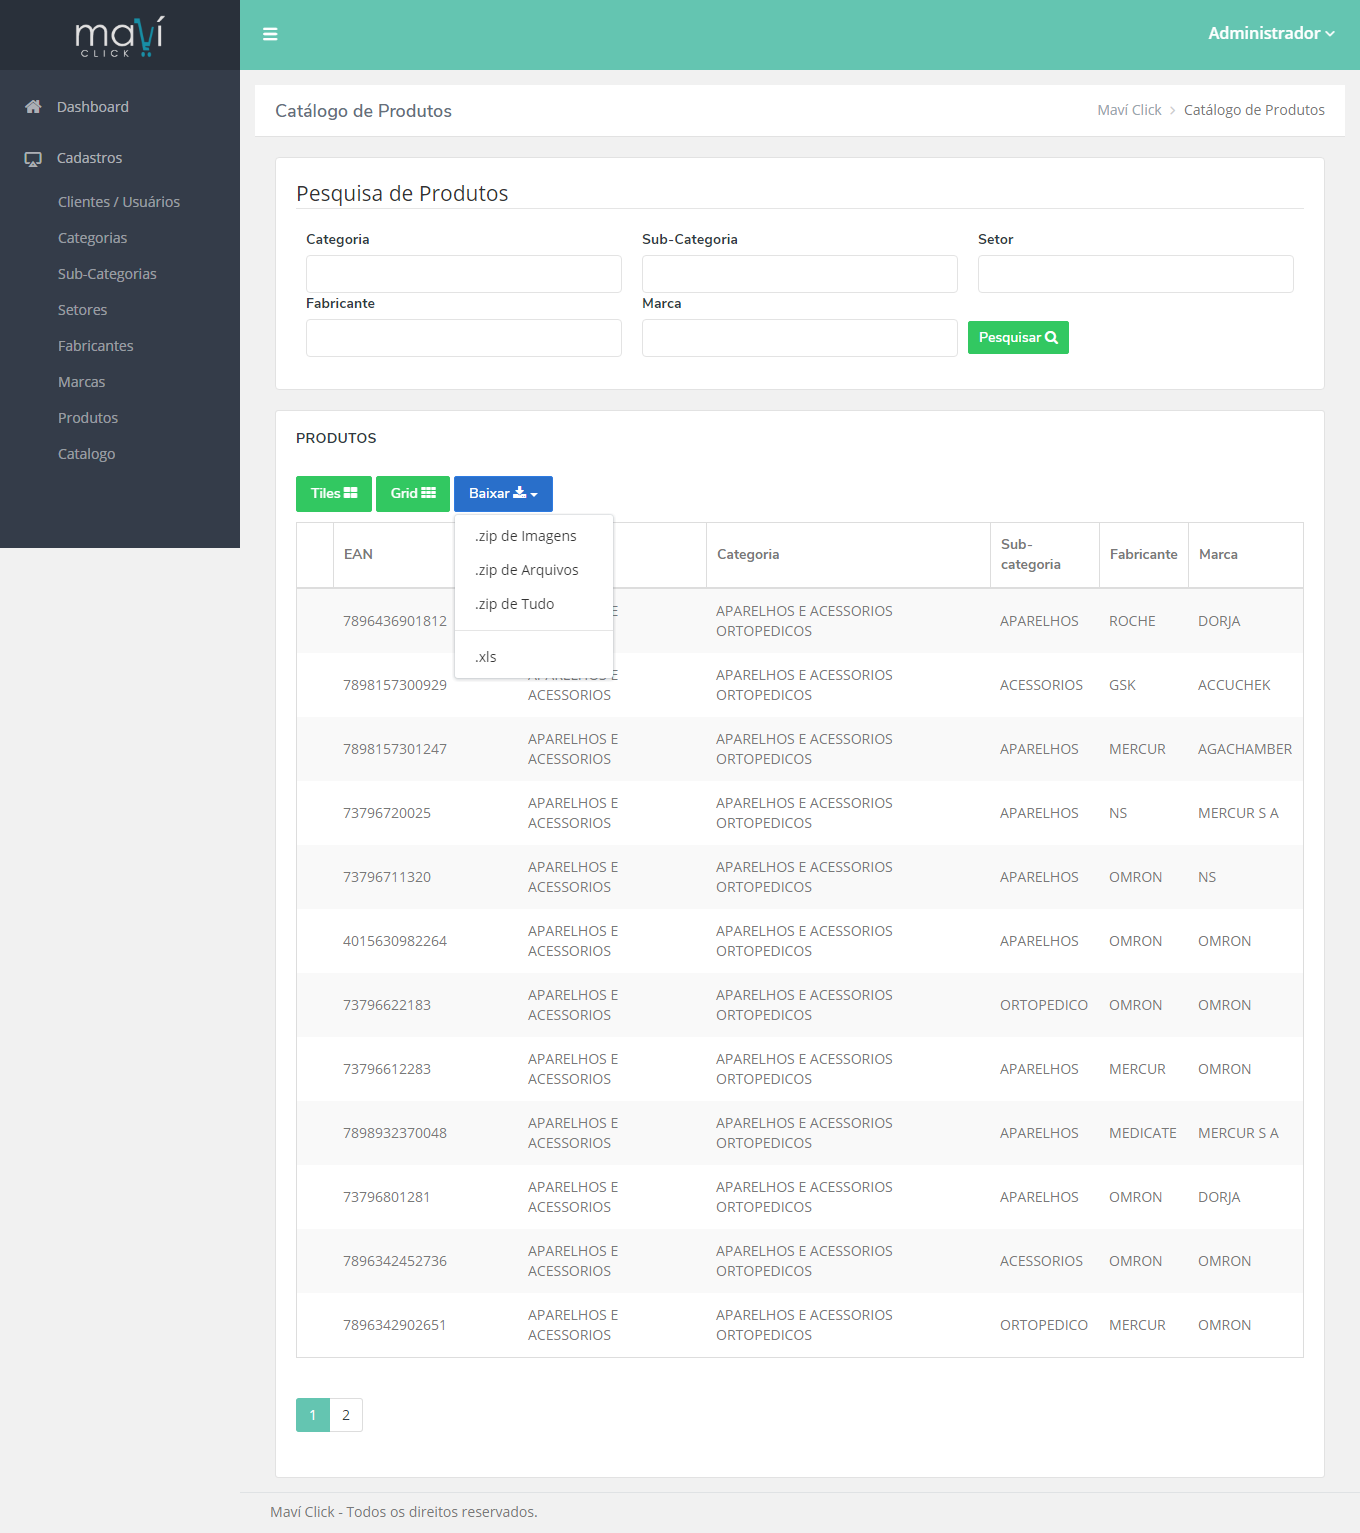 maví
CLICK
Administrador
Dashboard
Cadastros
Clientes / Usuários
Categorias
Sub-Categorias
Setores
Fabricantes
Marcas
Produtos
Catalogo
Catálogo de Produtos
Maví Click > Catálogo de Produtos
Pesquisa de Produtos
Categoria Sub-Categoria Setor
Fabricante Marca
Pesquisar
PRODUTOS
Tiles Grid Baixar
.zip de Imagens
.zip de Arquivos
.zip de Tudo
.xls
EAN Categoria Sub-categoria Fabricante Marca
7896436901812 E APARELHOS E ACESSORIOS ORTOPEDICOS APARELHOS ROCHE DORJA
7898157300929 APARELHOS E ACESSORIOS APARELHOS E ACESSORIOS ORTOPEDICOS ACESSORIOS GSK ACCUCHEK
7898157301247 APARELHOS E ACESSORIOS APARELHOS E ACESSORIOS ORTOPEDICOS APARELHOS MERCUR AGACHAMBER
73796720025 APARELHOS E ACESSORIOS APARELHOS E ACESSORIOS ORTOPEDICOS APARELHOS NS MERCUR S A
73796711320 APARELHOS E ACESSORIOS APARELHOS E ACESSORIOS ORTOPEDICOS APARELHOS OMRON NS
4015630982264 APARELHOS E ACESSORIOS APARELHOS E ACESSORIOS ORTOPEDICOS APARELHOS OMRON OMRON
73796622183 APARELHOS E ACESSORIOS APARELHOS E ACESSORIOS ORTOPEDICOS ORTOPEDICO OMRON OMRON
73796612283 APARELHOS E ACESSORIOS APARELHOS E ACESSORIOS ORTOPEDICOS APARELHOS MERCUR OMRON
7898932370048 APARELHOS E ACESSORIOS APARELHOS E ACESSORIOS ORTOPEDICOS APARELHOS MEDICATE MERCUR S A
73796801281 APARELHOS E ACESSORIOS APARELHOS E ACESSORIOS ORTOPEDICOS APARELHOS OMRON DORJA
7896342452736 APARELHOS E ACESSORIOS APARELHOS E ACESSORIOS ORTOPEDICOS ACESSORIOS OMRON OMRON
7896342902651 APARELHOS E ACESSORIOS APARELHOS E ACESSORIOS ORTOPEDICOS ORTOPEDICO MERCUR OMRON
1 2
Maví Click - Todos os direitos reservados.